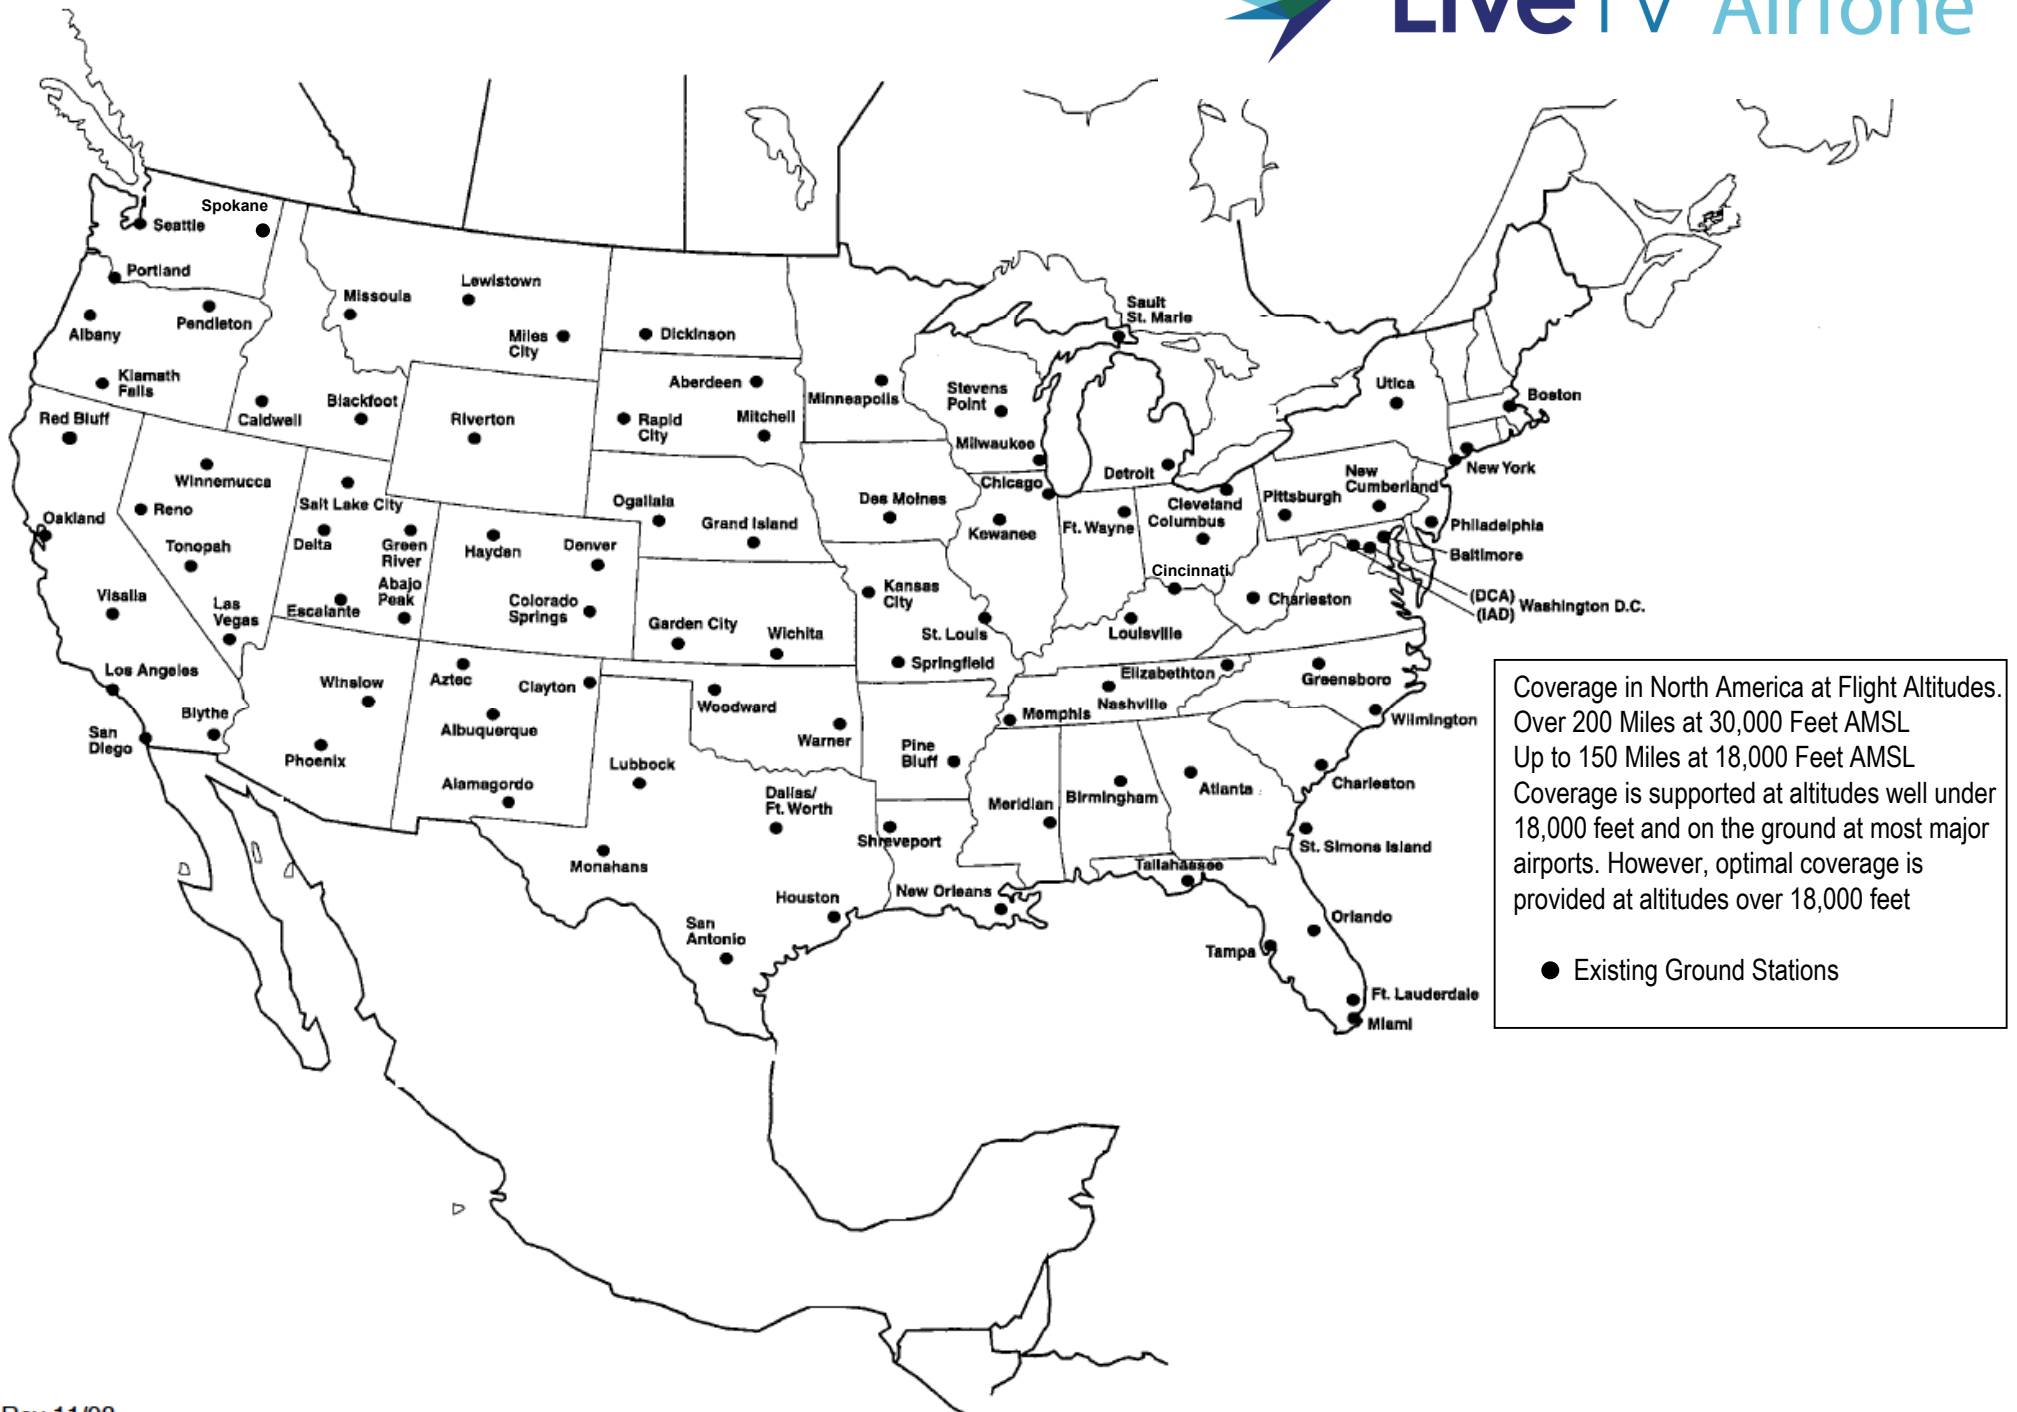 LiveTV Airfone
Spokane
Seattle
Portland
Albany
Pendleton
Klamath
Falls
Red Bluff
Caldwell
Blackfoot
Missoula
Lewistown
Miles
City
Riverton
Dickinson
Aberdeen
Rapid
City
Mitchell
Minneapolis
Stevens
Point
Milwaukee
Sault
St. Marie
Detroit
Utica
Boston
New York
Winnemucca
Reno
Oakland
Tonopah
Visalia
Las
Vegas
Los Angeles
Blythe
San
Diego
Salt Lake City
Delta
Green
River
Abajo
Peak
Escalante
Hayden
Denver
Colorado
Springs
Ogallala
Grand Island
Des Moines
Chicago
Kewanee
Ft. Wayne
Cleveland
Columbus
Cincinnati
Pittsburgh
New
Cumberland
Philadelphia
Baltimore
(DCA)
(IAD)
Washington D.C.
Charleston
Louisville
Kansas
City
St. Louis
Springfield
Garden City
Wichita
Winslow
Phoenix
Aztec
Clayton
Albuquerque
Alamagordo
Woodward
Warner
Lubbock
Dallas/
Ft. Worth
Monahans
San
Antonio
Houston
Shreveport
Pine
Bluff
Memphis
Nashville
Elizabethton
Greensboro
Wilmington
Charleston
Meridian
Birmingham
Atlanta
St. Simons Island
Tallahassee
New Orleans
Orlando
Tampa
Ft. Lauderdale
Miami
Coverage in North America at Flight Altitudes.
Over 200 Miles at 30,000 Feet AMSL
Up to 150 Miles at 18,000 Feet AMSL
Coverage is supported at altitudes well under
18,000 feet and on the ground at most major
airports. However, optimal coverage is
provided at altitudes over 18,000 feet
Existing Ground Stations